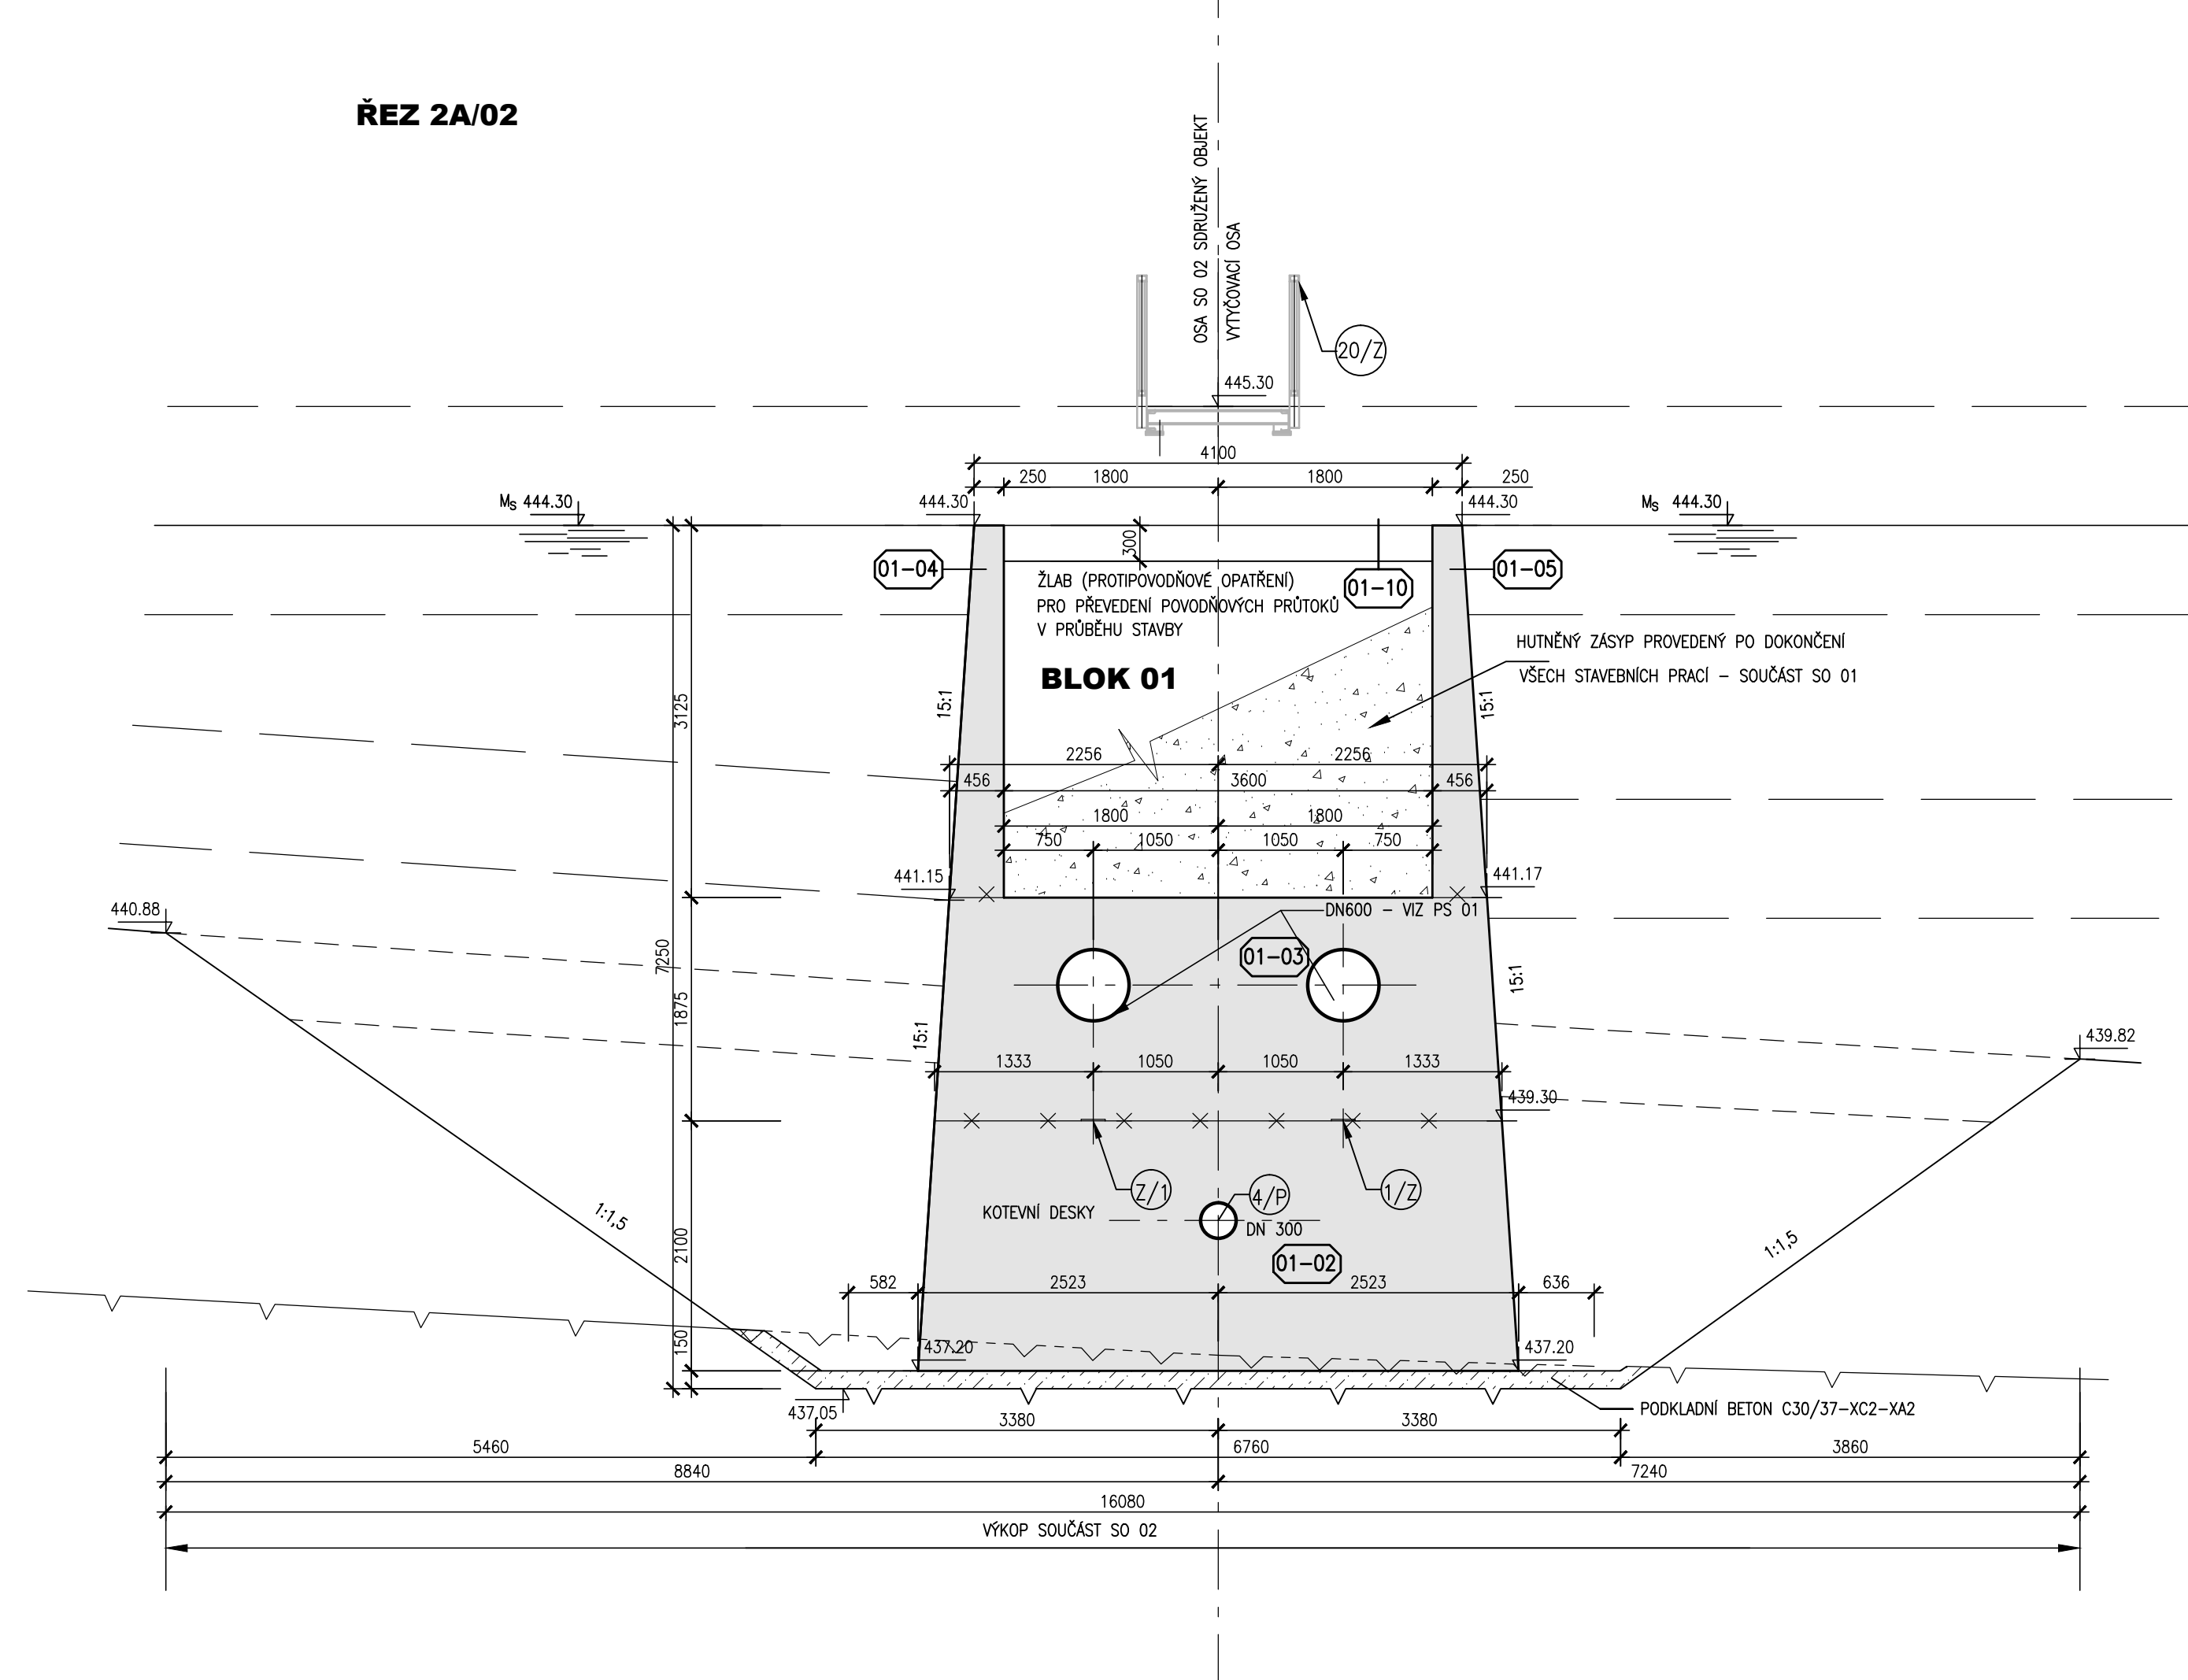 ŘEZ 2A/02
OSA SO 02 SDRUŽENÝ OBJEKT
VYTYČOVACÍ OSA
20/Z
445.30
4100
250 1800 1800 250
Ms 444.30 444.30 444.30 Ms 444.30
300
01-04 01-10 01-05
ŽLAB (PROTIPOVODŇOVÉ OPATŘENÍ)
PRO PŘEVEDENÍ POVODŇOVÝCH PRŮTOKŮ
V PRŮBĚHU STAVBY
HUTNĚNÝ ZÁSYP PROVEDENÝ PO DOKONČENÍ
VŠECH STAVEBNÍCH PRACÍ – SOUČÁST SO 01
BLOK 01
3125 15:1 15:1
2256 2256
456 3600 456
1800 1800
750 1050 1050 750
441.15 441.17
440.88
DN600 – VIZ PS 01
01-03
7250
1875 15:1 15:1
439.82
1333 1050 1050 1333
439.30
Z/1 4/P 1/Z
KOTEVNÍ DESKY
DN 300
1:1,5 1:1,5
2100
01-02
582 2523 2523 636
150 437.20 437.20
437.05
PODKLADNÍ BETON C30/37-XC2-XA2
3380 3380
5460 6760 3860
8840 7240
16080
VÝKOP SOUČÁST SO 02